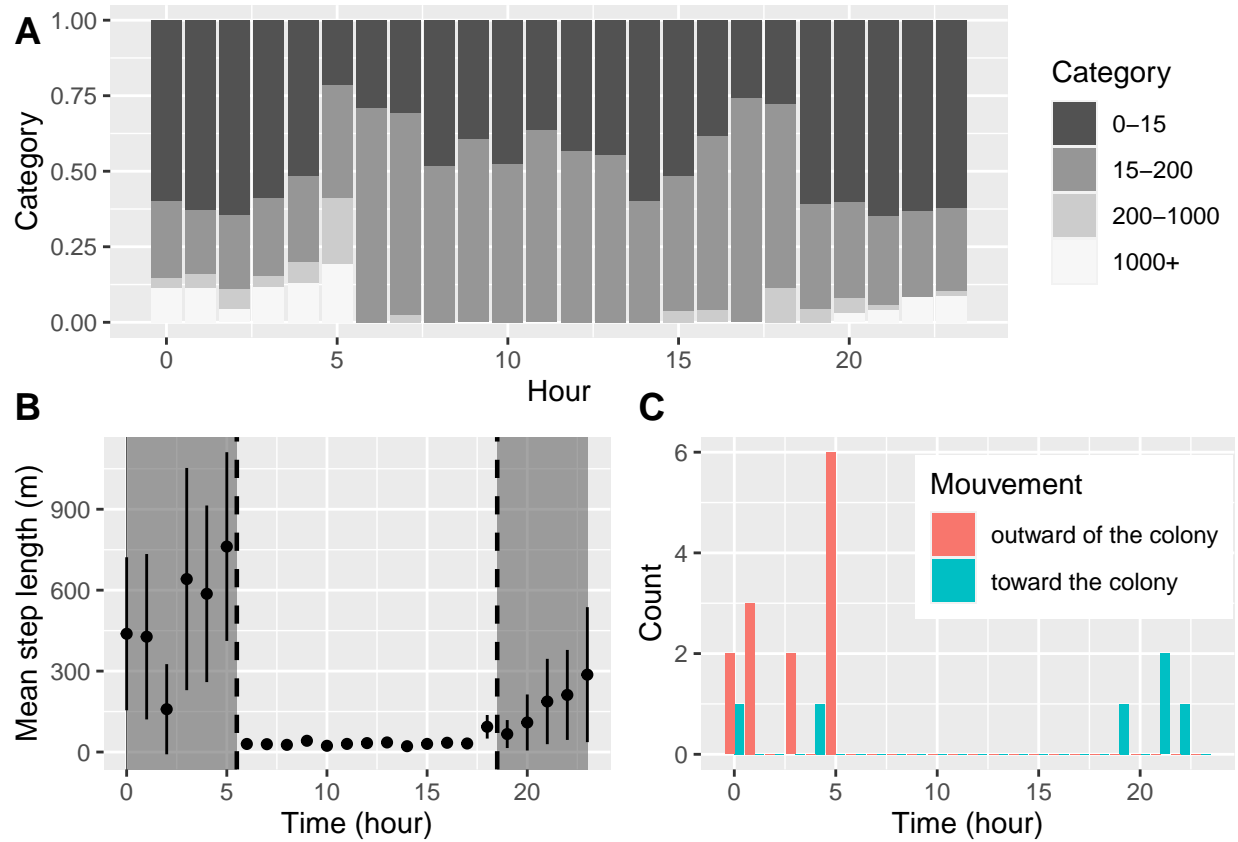 A
1.00
0.75
0.50
0.25
0.00
Category
0
5
10
15
20
Hour
Category
0−15
15−200
200−1000
1000+
B
900
600
300
0
Mean step length (m)
0
5
10
15
20
Time (hour)
C
6
4
2
0
Count
Mouvement
outward of the colony
toward the colony
0
5
10
15
20
Time (hour)